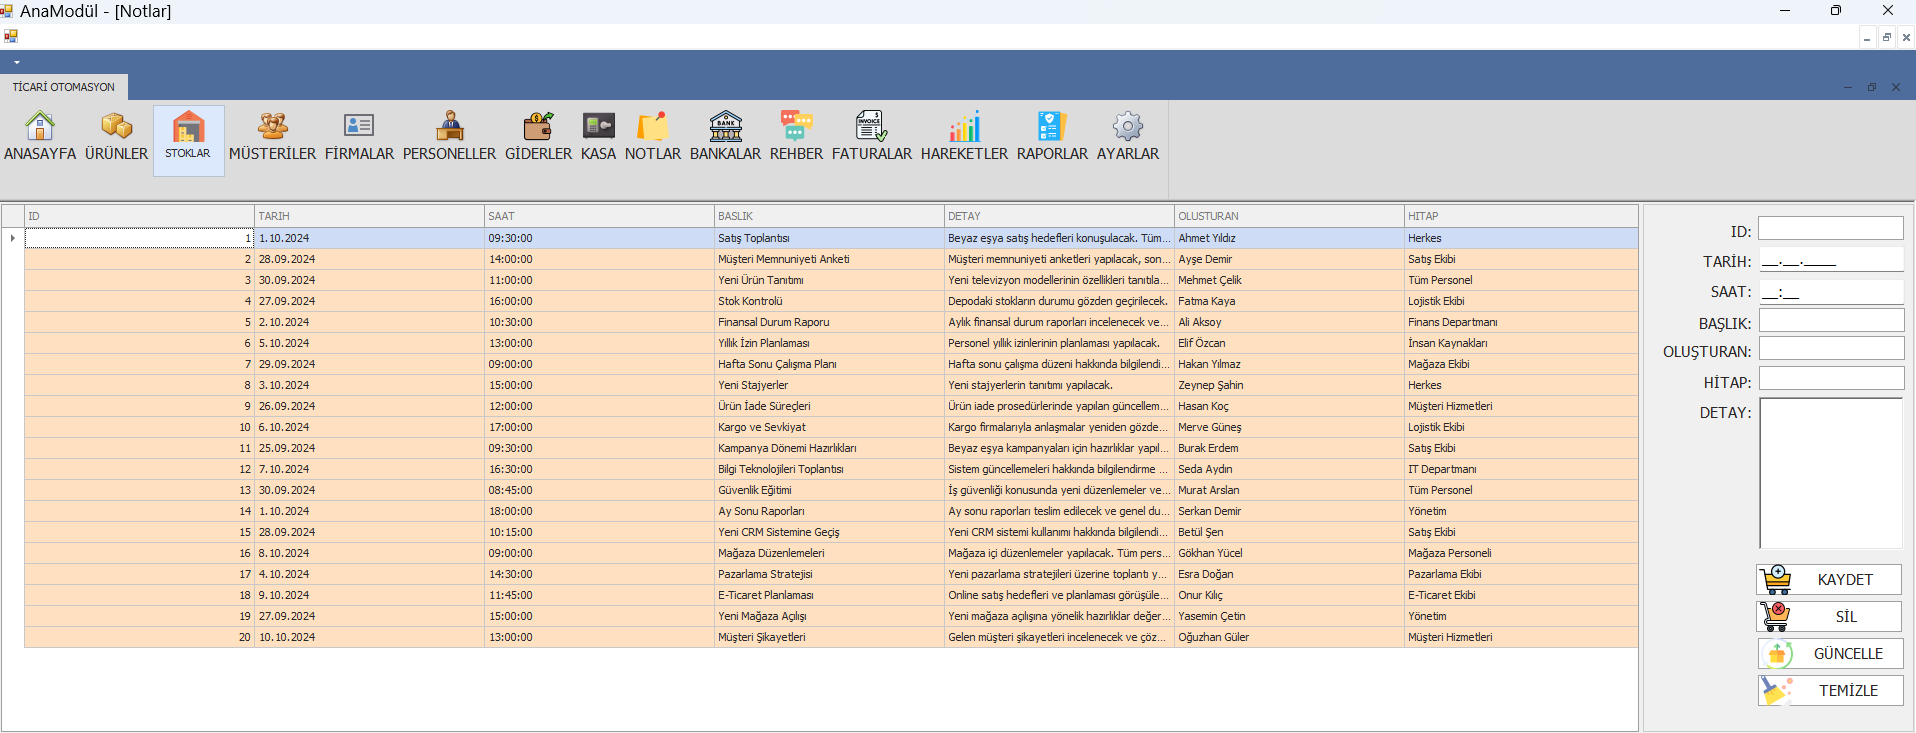 AnaModül - [Notlar]
TİCARİ OTOMASYON
ANASAYFA ÜRÜNLER STOKLAR MÜSTERİLER FİRMALAR PERSONELLER GİDERLER KASA NOTLAR BANKALAR REHBER FATURALAR HAREKETLER RAPORLAR AYARLAR
ID TARIH SAAT BASLIK DETAY OLUSTURAN HITAP
1 1.10.2024 09:30:00 Satış Toplantısı Beyaz eşya satış hedefleri konuşulacak. Tüm... Ahmet Yıldız Herkes
2 28.09.2024 14:00:00 Müşteri Memnuniyeti Anketi Müşteri memnuniyeti anketleri yapılacak, son... Ayşe Demir Satış Ekibi
3 30.09.2024 11:00:00 Yeni Ürün Tanıtımı Yeni televizyon modellerinin özellikleri tanıtıla... Mehmet Çelik Tüm Personel
4 27.09.2024 16:00:00 Stok Kontrolü Depodaki stokların durumu gözden geçirilecek. Fatma Kaya Lojistik Ekibi
5 2.10.2024 10:30:00 Finansal Durum Raporu Aylık finansal durum raporları incelenecek ve... Ali Aksoy Finans Departmanı
6 5.10.2024 13:00:00 Yıllık İzin Planlaması Personel yıllık izinlerinin planlaması yapılacak. Elif Özcan İnsan Kaynakları
7 29.09.2024 09:00:00 Hafta Sonu Çalışma Planı Hafta sonu çalışma düzeni hakkında bilgilendi... Hakan Yılmaz Mağaza Ekibi
8 3.10.2024 15:00:00 Yeni Stajyerler Yeni stajyerlerin tanıtımı yapılacak. Zeynep Şahin Herkes
9 26.09.2024 12:00:00 Ürün İade Süreçleri Ürün iade prosedürlerinde yapılan güncellem... Hasan Koç Müşteri Hizmetleri
10 6.10.2024 17:00:00 Kargo ve Sevkiyat Kargo firmalarıyla anlaşmalar yeniden gözde... Merve Güneş Lojistik Ekibi
11 25.09.2024 09:30:00 Kampanya Dönemi Hazırlıkları Beyaz eşya kampanyaları için hazırlıklar yapıl... Burak Erdem Satış Ekibi
12 7.10.2024 16:30:00 Bilgi Teknolojileri Toplantısı Sistem güncellemeleri hakkında bilgilendirme ... Seda Aydın IT Departmanı
13 30.09.2024 08:45:00 Güvenlik Eğitimi İş güvenliği konusunda yeni düzenlemeler ve... Murat Arslan Tüm Personel
14 1.10.2024 18:00:00 Ay Sonu Raporları Ay sonu raporları teslim edilecek ve genel du... Serkan Demir Yönetim
15 28.09.2024 10:15:00 Yeni CRM Sistemine Geçiş Yeni CRM sistemi kullanımı hakkında bilgilendi... Betül Şen Satış Ekibi
16 8.10.2024 09:00:00 Mağaza Düzenlemeleri Mağaza içi düzenlemeler yapılacak. Tüm pers... Gökhan Yücel Mağaza Personeli
17 4.10.2024 14:30:00 Pazarlama Stratejisi Yeni pazarlama stratejileri üzerine toplantı y... Esra Doğan Pazarlama Ekibi
18 9.10.2024 11:45:00 E-Ticaret Planlaması Online satış hedefleri ve planlaması görüşüle... Onur Kılıç E-Ticaret Ekibi
19 27.09.2024 15:00:00 Yeni Mağaza Açılışı Yeni mağaza açılışına yönelik hazırlıklar değer... Yasemin Çetin Yönetim
20 10.10.2024 13:00:00 Müşteri Şikayetleri Gelen müşteri şikayetleri incelenecek ve çöz... Oğuzhan Güler Müşteri Hizmetleri
ID:
TARİH: __.__.____
SAAT: __:__
BAŞLIK:
OLUŞTURAN:
HİTAP:
DETAY:
KAYDET
SİL
GÜNCELLE
TEMİZLE
BANK
INVOICE